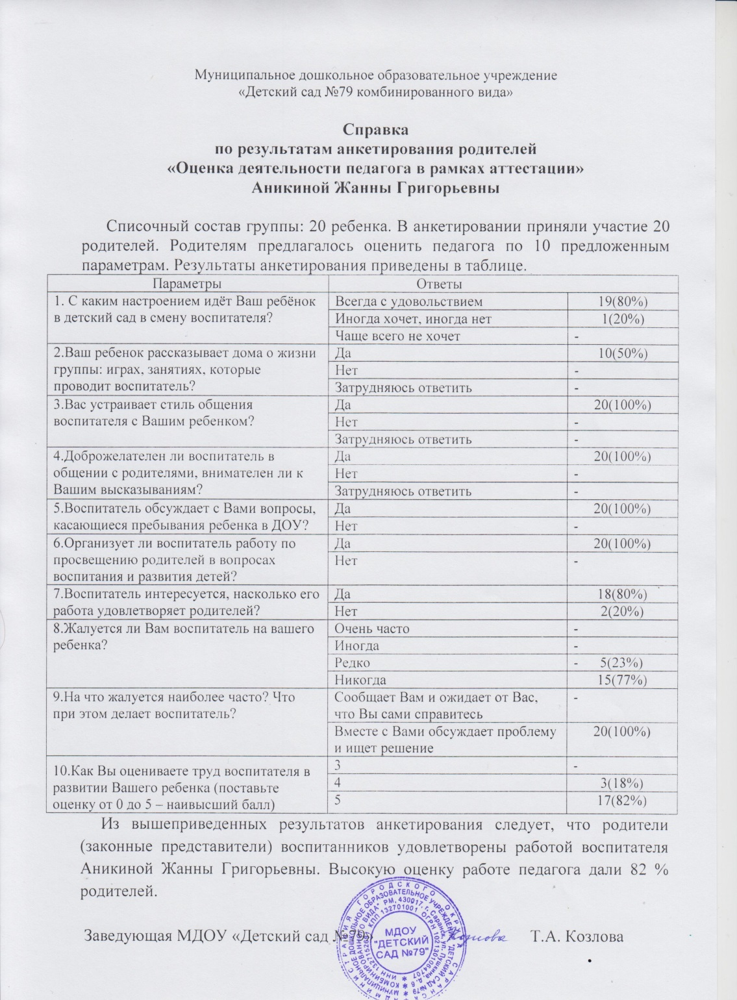 Муниципальное дошкольное образовательное учреждение
«Детский сад №79 комбинированного вида»
Справка
по результатам анкетирования родителей
«Оценка деятельности педагога в рамках аттестации»
Аникиной Жанны Григорьевны
Списочный состав группы: 20 ребенка. В анкетировании приняли участие 20
родителей. Родителям предлагалось оценить педагога по 10 предложенным
параметрам. Результаты анкетирования приведены в таблице.
Параметры Ответы
1. С каким настроением идёт Ваш ребёнок
в детский сад в смену воспитателя?
Всегда с удовольствием 19(80%)
Иногда хочет, иногда нет 1(20%)
Чаще всего не хочет -
2.Ваш ребенок рассказывает дома о жизни
группы: играх, занятиях, которые
проводит воспитатель?
Да 10(50%)
Нет -
Затрудняюсь ответить -
3.Вас устраивает стиль общения
воспитателя с Вашим ребенком?
Да 20(100%)
Нет -
Затрудняюсь ответить -
4.Доброжелателен ли воспитатель в
общении с родителями, внимателен ли к
Вашим высказываниям?
Да 20(100%)
Нет -
Затрудняюсь ответить -
5.Воспитатель обсуждает с Вами вопросы,
касающиеся пребывания ребенка в ДОУ?
Да 20(100%)
Нет -
6.Организует ли воспитатель работу по
просвещению родителей в вопросах
воспитания и развития детей?
Да 20(100%)
Нет -
7.Воспитатель интересуется, насколько его
работа удовлетворяет родителей?
Да 18(80%)
Нет 2(20%)
8.Жалуется ли Вам воспитатель на вашего
ребенка?
Очень часто -
Иногда -
Редко - 5(23%)
Никогда 15(77%)
9.На что жалуется наиболее часто? Что
при этом делает воспитатель?
Сообщает Вам и ожидает от Вас,
что Вы сами справитесь
-
Вместе с Вами обсуждает проблему
и ищет решение
20(100%)
10.Как Вы оцениваете труд воспитателя в
развитии Вашего ребенка (поставьте
оценку от 0 до 5 – наивысший балл)
3 -
4 3(18%)
5 17(82%)
Из вышеприведенных результатов анкетирования следует, что родители
(законные представители) воспитанников удовлетворены работой воспитателя
Аникиной Жанны Григорьевны. Высокую оценку работе педагога дали 82 %
родителей.
Заведующая МДОУ «Детский сад №79» Т.А. Козлова
МДОУ
"ДЕТСКИЙ
САД №79"